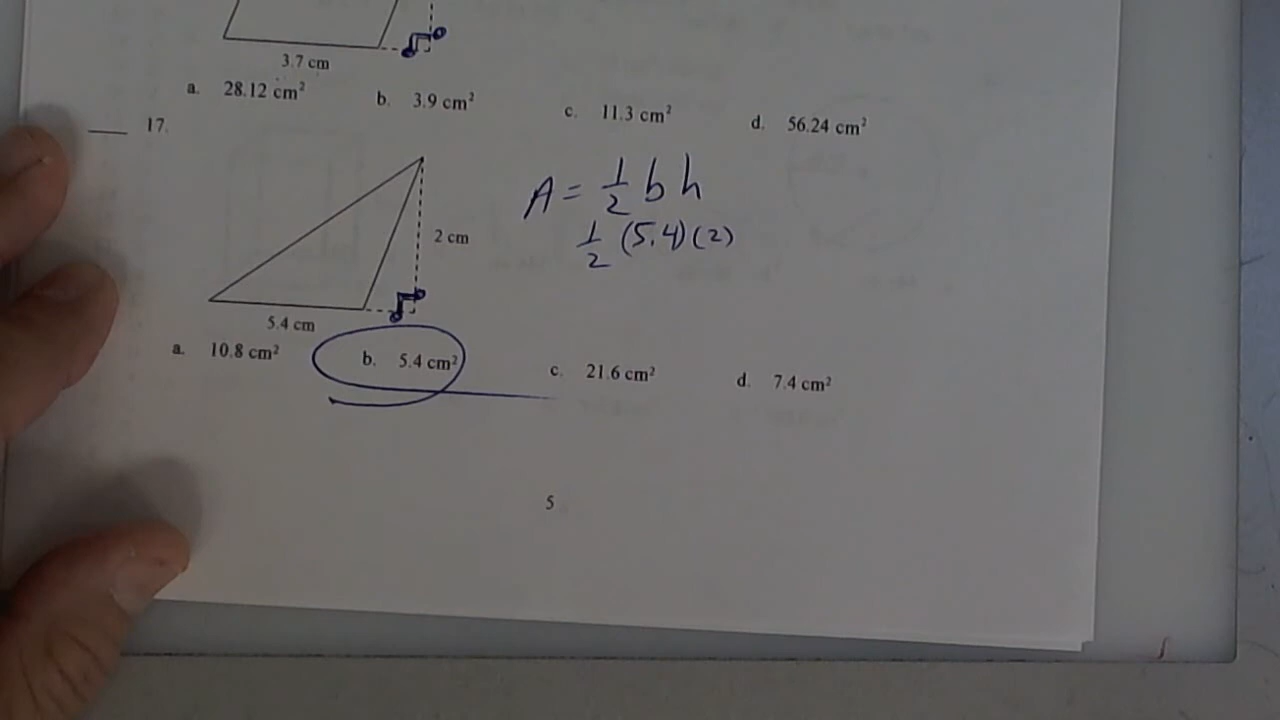 3.7 cm
a. 28.12 cm² b. 3.9 cm² c. 11.3 cm² d. 56.24 cm²
___ 17.
A = 1/2 b h
1/2 (5.4)(2)
2 cm
5.4 cm
a. 10.8 cm² b. 5.4 cm² c. 21.6 cm² d. 7.4 cm²
5